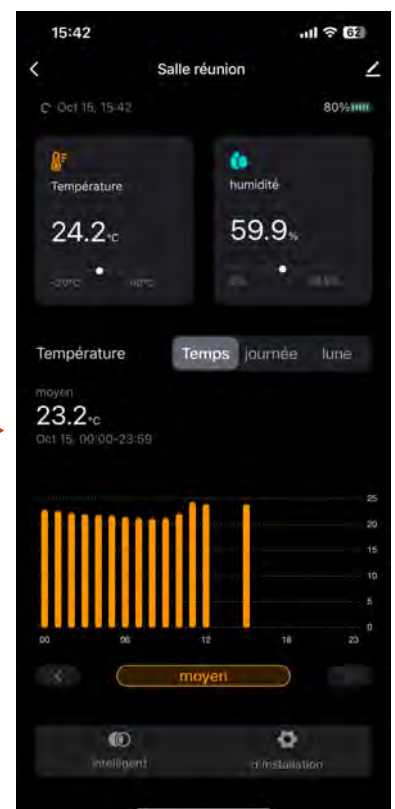 15:42 62
Salle réunion
Oct 15, 15:42 80%
Température
24.2°C
-20°C 60°C
humidité
59.9%
0%
Température Temps journée lune
moyen
23.2°C
Oct 15, 00:00-23:59
25
20
15
10
5
0
00 06 12 18 23
moyen
intelligent d'installation